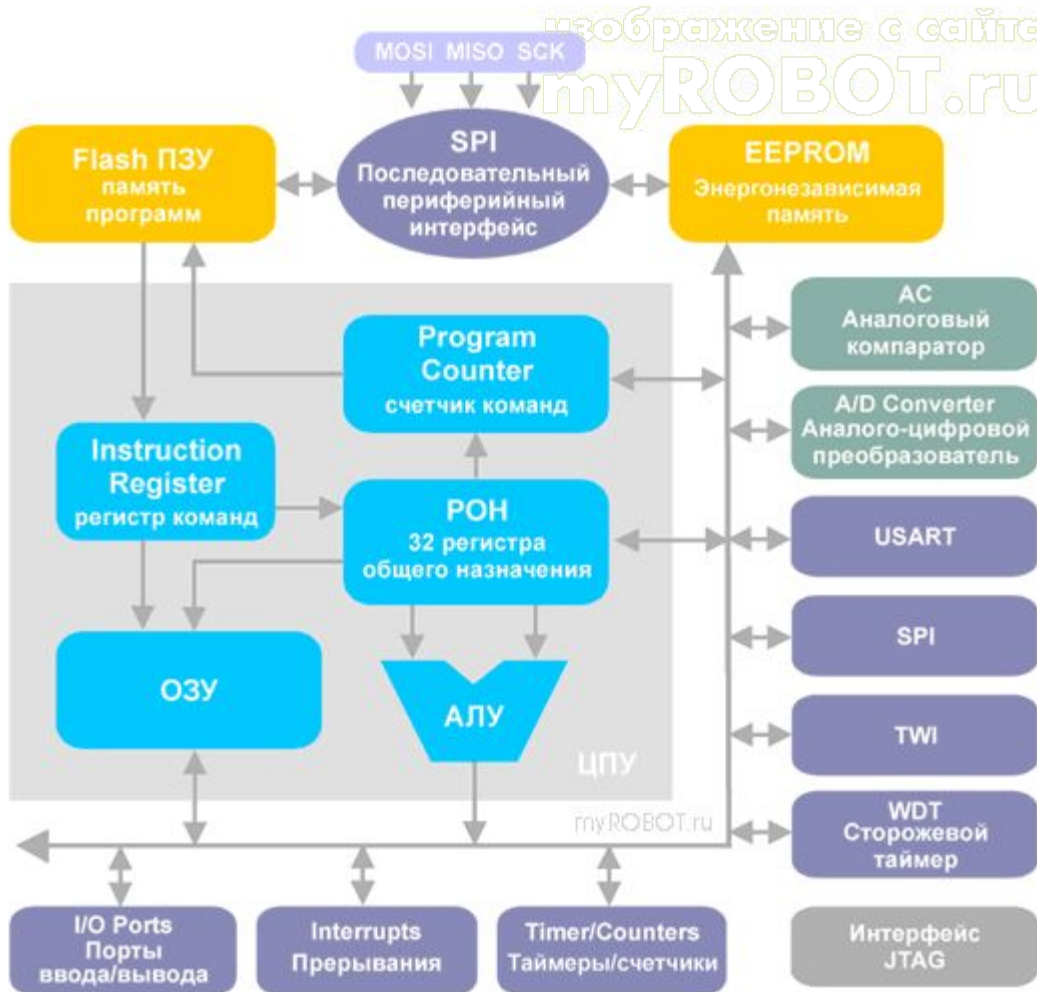 изображение с сайта
myROBOT.ru
MOSI MISO SCK
Flash ПЗУ
память
программ
SPI
Последовательный
периферийный
интерфейс
EEPROM
Энергонезависимая
память
AC
Аналоговый
компаратор
Program
Counter
счетчик команд
A/D Converter
Аналого-цифровой
преобразователь
Instruction
Register
регистр команд
РОН
32 регистра
общего назначения
USART
SPI
ОЗУ
АЛУ
TWI
ЦПУ
myROBOT.ru
WDT
Сторожевой
таймер
I/O Ports
Порты
ввода/вывода
Interrupts
Прерывания
Timer/Counters
Таймеры/счетчики
Интерфейс
JTAG